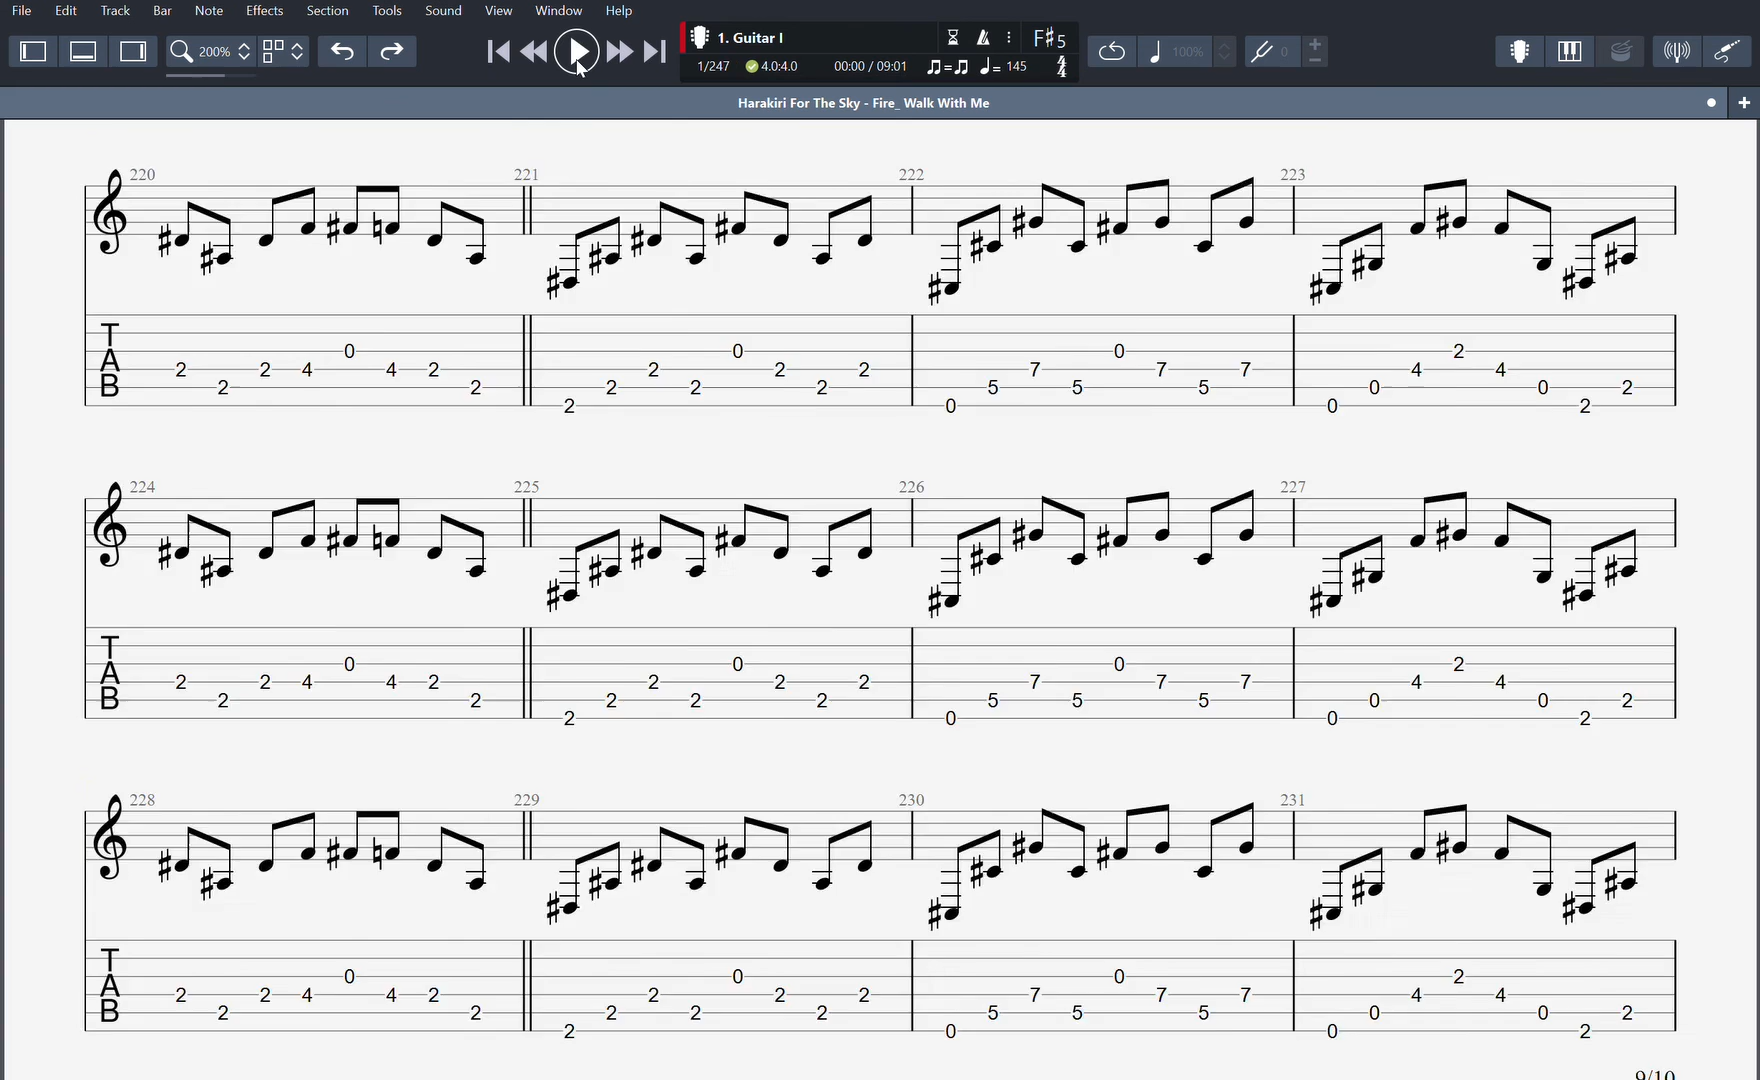 File Edit Track Bar Note Effects Section Tools Sound View Window Help
200% 1. Guitar I F♯5 100% 0
1/247 4.0:4.0 00:00 / 09:01 = 145 4/4
Harakiri For The Sky - Fire_ Walk With Me
220 221 222 223
T A B
0 0 0 2
2 2 4 4 2 2 2 2 7 7 7 4 4
2 2 2 2 2 5 5 5 0 0 2
2 0 0 2
224 225 226 227
T A B
0 0 0 2
2 2 4 4 2 2 2 2 7 7 7 4 4
2 2 2 2 2 5 5 5 0 0 2
2 0 0 2
228 229 230 231
T A B
0 0 0 2
2 2 4 4 2 2 2 2 7 7 7 4 4
2 2 2 2 2 5 5 5 0 0 2
2 0 0 2
9/10